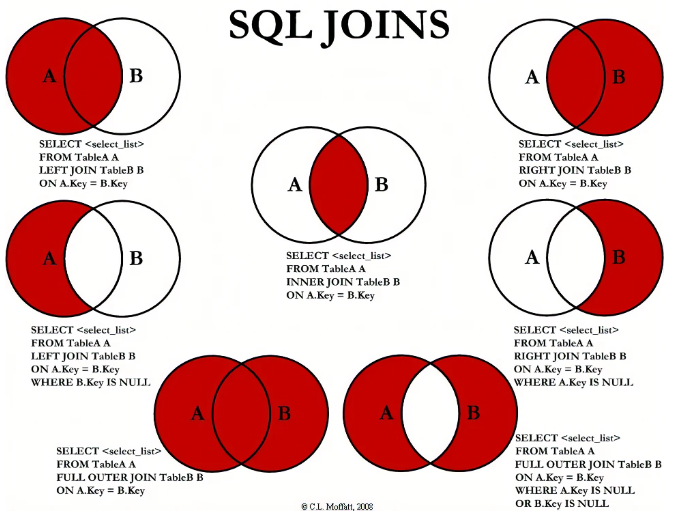 SQL JOINS
A B
SELECT <select_list>
FROM TableA A
LEFT JOIN TableB B
ON A.Key = B.Key
A B
SELECT <select_list>
FROM TableA A
RIGHT JOIN TableB B
ON A.Key = B.Key
A B
SELECT <select_list>
FROM TableA A
INNER JOIN TableB B
ON A.Key = B.Key
A B
SELECT <select_list>
FROM TableA A
LEFT JOIN TableB B
ON A.Key = B.Key
WHERE B.Key IS NULL
A B
SELECT <select_list>
FROM TableA A
RIGHT JOIN TableB B
ON A.Key = B.Key
WHERE A.Key IS NULL
A B
SELECT <select_list>
FROM TableA A
FULL OUTER JOIN TableB B
ON A.Key = B.Key
A B
SELECT <select_list>
FROM TableA A
FULL OUTER JOIN TableB B
ON A.Key = B.Key
WHERE A.Key IS NULL
OR B.Key IS NULL
© C.L. Moffatt, 2008